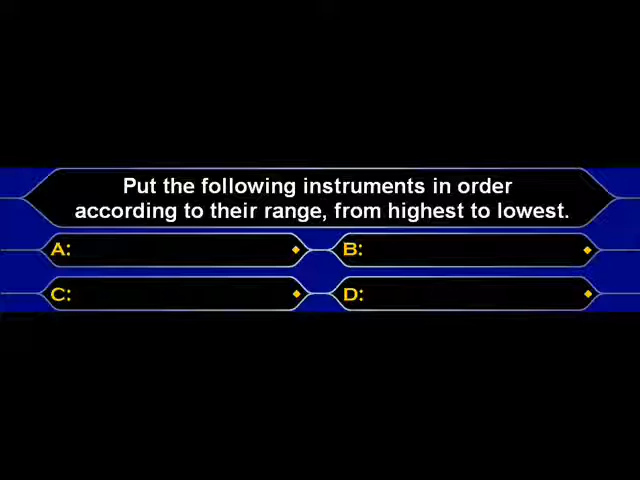 Put the following instruments in order
according to their range, from highest to lowest.
A:
B:
C:
D: